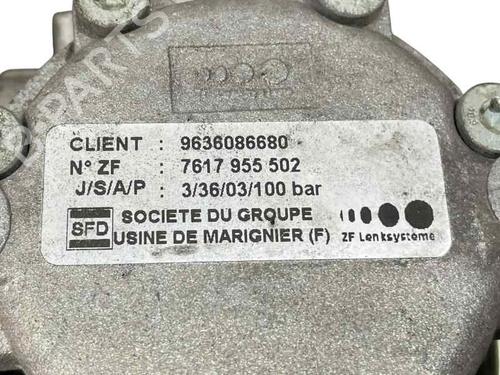 CLIENT : 9636086680
N° ZF : 7617 955 502
J/S/A/P : 3/36/03/100 bar
SFD SOCIETE DU GROUPE
USINE DE MARIGNIER (F)
ZF Lenksysteme